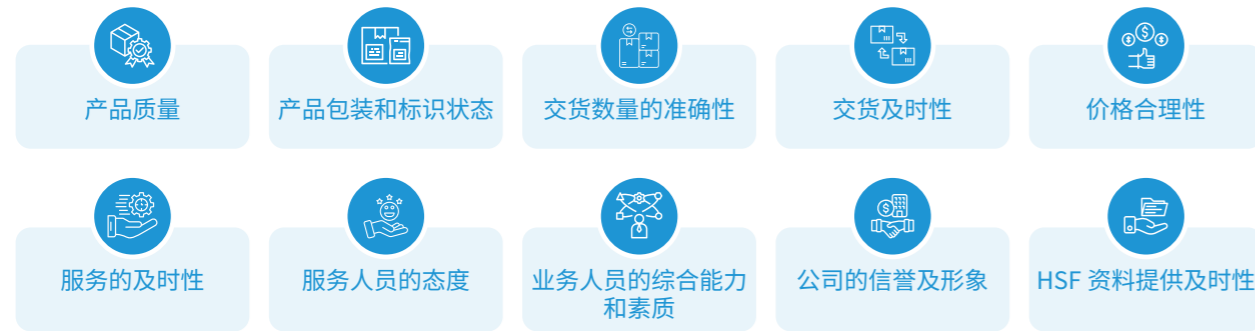 产品质量
产品包装和标识状态
交货数量的准确性
交货及时性
价格合理性
服务的及时性
服务人员的态度
业务人员的综合能力
和素质
公司的信誉及形象
HSF 资料提供及时性